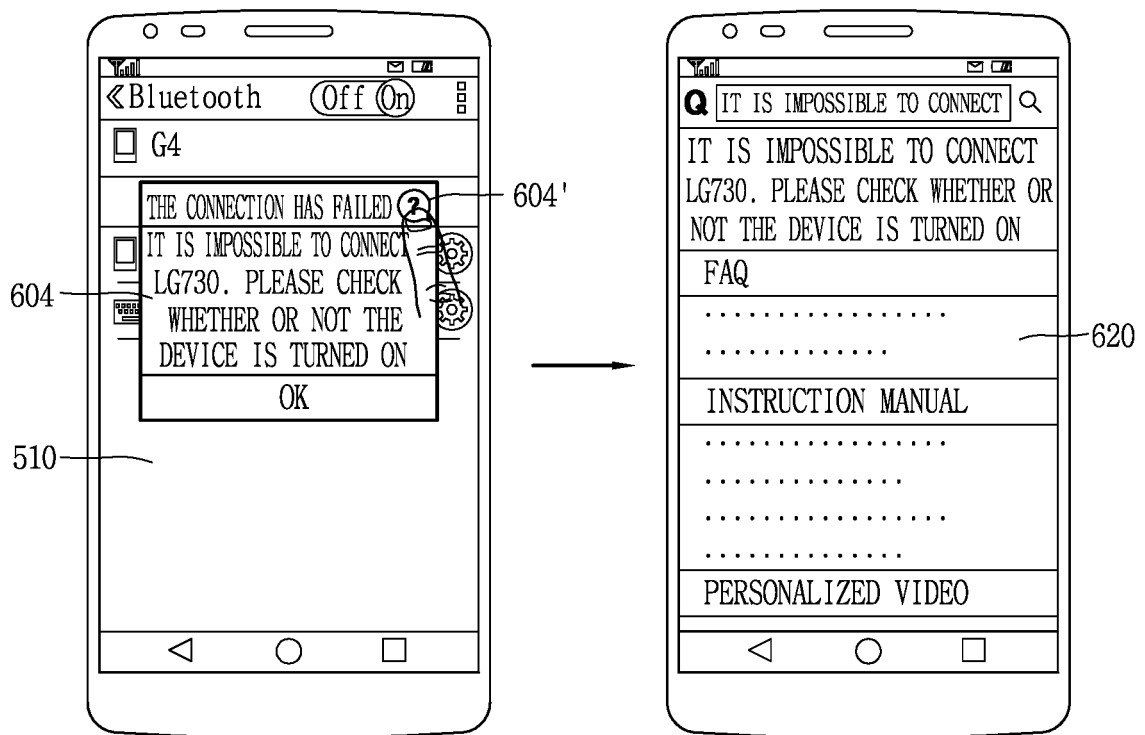 «Bluetooth Off On
G4
THE CONNECTION HAS FAILED ? 604'
IT IS IMPOSSIBLE TO CONNECT
LG730. PLEASE CHECK
WHETHER OR NOT THE
DEVICE IS TURNED ON
OK
604
510
Q IT IS IMPOSSIBLE TO CONNECT
IT IS IMPOSSIBLE TO CONNECT
LG730. PLEASE CHECK WHETHER OR
NOT THE DEVICE IS TURNED ON
FAQ
620
INSTRUCTION MANUAL
PERSONALIZED VIDEO